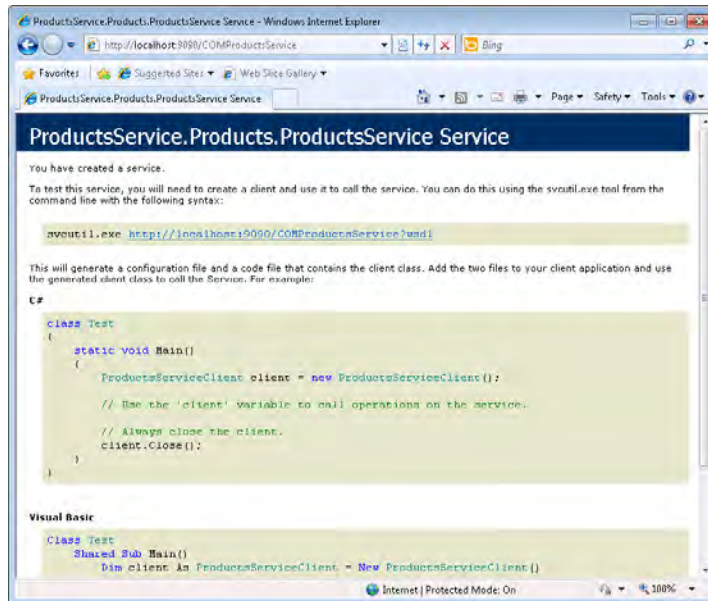 ProductsService.Products.ProductsService Service - Windows Internet Explorer
http://localhost:9090/COMProductsService
Bing
Favorites
Suggested Sites
Web Slice Gallery
ProductsService.Products.ProductsService Service
Page
Safety
Tools
ProductsService.Products.ProductsService Service
You have created a service.
To test this service, you will need to create a client and use it to call the service. You can do this using the svcutil.exe tool from the
command line with the following syntax:
svcutil.exe http://localhost:9090/COMProductsService?wsdl
This will generate a configuration file and a code file that contains the client class. Add the two files to your client application and use
the generated client class to call the Service. For example:
C#
class Test
{
static void Main()
{
ProductsServiceClient client = new ProductsServiceClient();
// Use the 'client' variable to call operations on the service.
// Always close the client.
client.Close();
}
}
Visual Basic
Class Test
Shared Sub Main()
Dim client As ProductsServiceClient = New ProductsServiceClient()
Internet | Protected Mode: On
100%